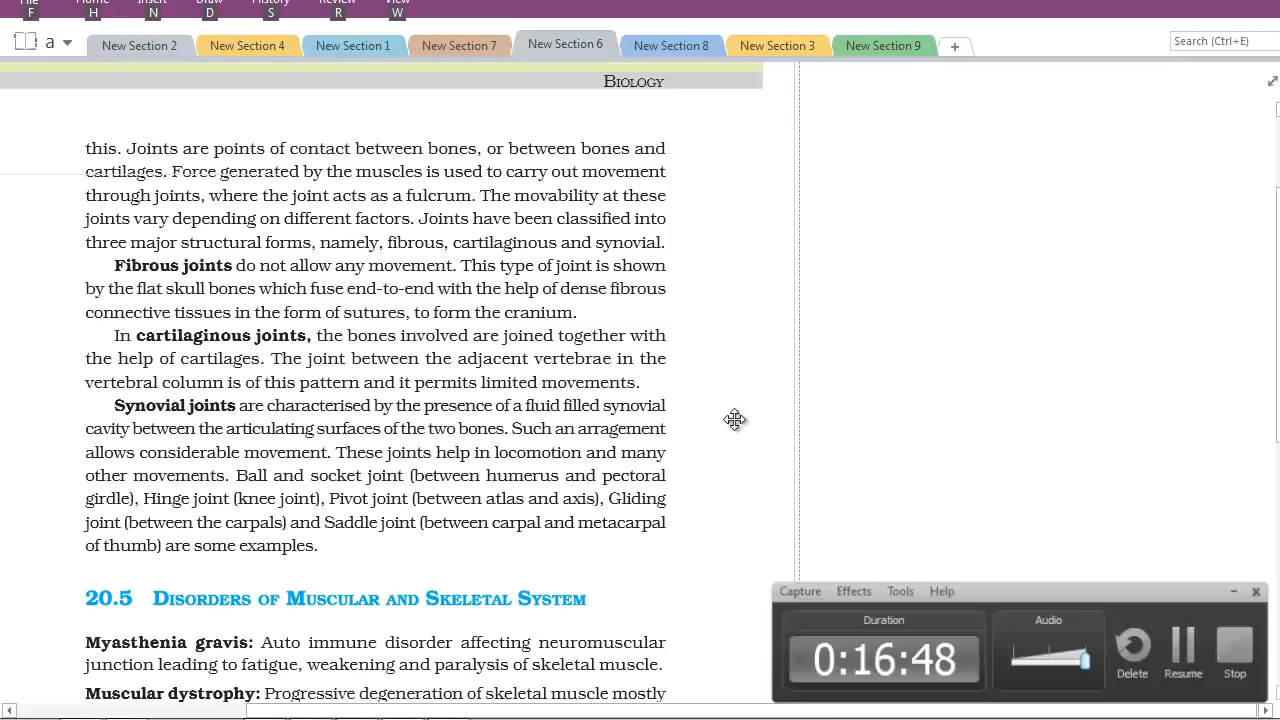 File Home Insert Draw History Review View
F H N D S R W
a New Section 2 New Section 4 New Section 1 New Section 7 New Section 6 New Section 8 New Section 3 New Section 9 + Search (Ctrl+E)
BIOLOGY
this. Joints are points of contact between bones, or between bones and
cartilages. Force generated by the muscles is used to carry out movement
through joints, where the joint acts as a fulcrum. The movability at these
joints vary depending on different factors. Joints have been classified into
three major structural forms, namely, fibrous, cartilaginous and synovial.
Fibrous joints do not allow any movement. This type of joint is shown
by the flat skull bones which fuse end-to-end with the help of dense fibrous
connective tissues in the form of sutures, to form the cranium.
In cartilaginous joints, the bones involved are joined together with
the help of cartilages. The joint between the adjacent vertebrae in the
vertebral column is of this pattern and it permits limited movements.
Synovial joints are characterised by the presence of a fluid filled synovial
cavity between the articulating surfaces of the two bones. Such an arragement
allows considerable movement. These joints help in locomotion and many
other movements. Ball and socket joint (between humerus and pectoral
girdle), Hinge joint (knee joint), Pivot joint (between atlas and axis), Gliding
joint (between the carpals) and Saddle joint (between carpal and metacarpal
of thumb) are some examples.
20.5 DISORDERS OF MUSCULAR AND SKELETAL SYSTEM
Myasthenia gravis: Auto immune disorder affecting neuromuscular
junction leading to fatigue, weakening and paralysis of skeletal muscle.
Muscular dystrophy: Progressive degeneration of skeletal muscle mostly
Capture Effects Tools Help
Duration
0:16:48
Audio
Delete Resume Stop